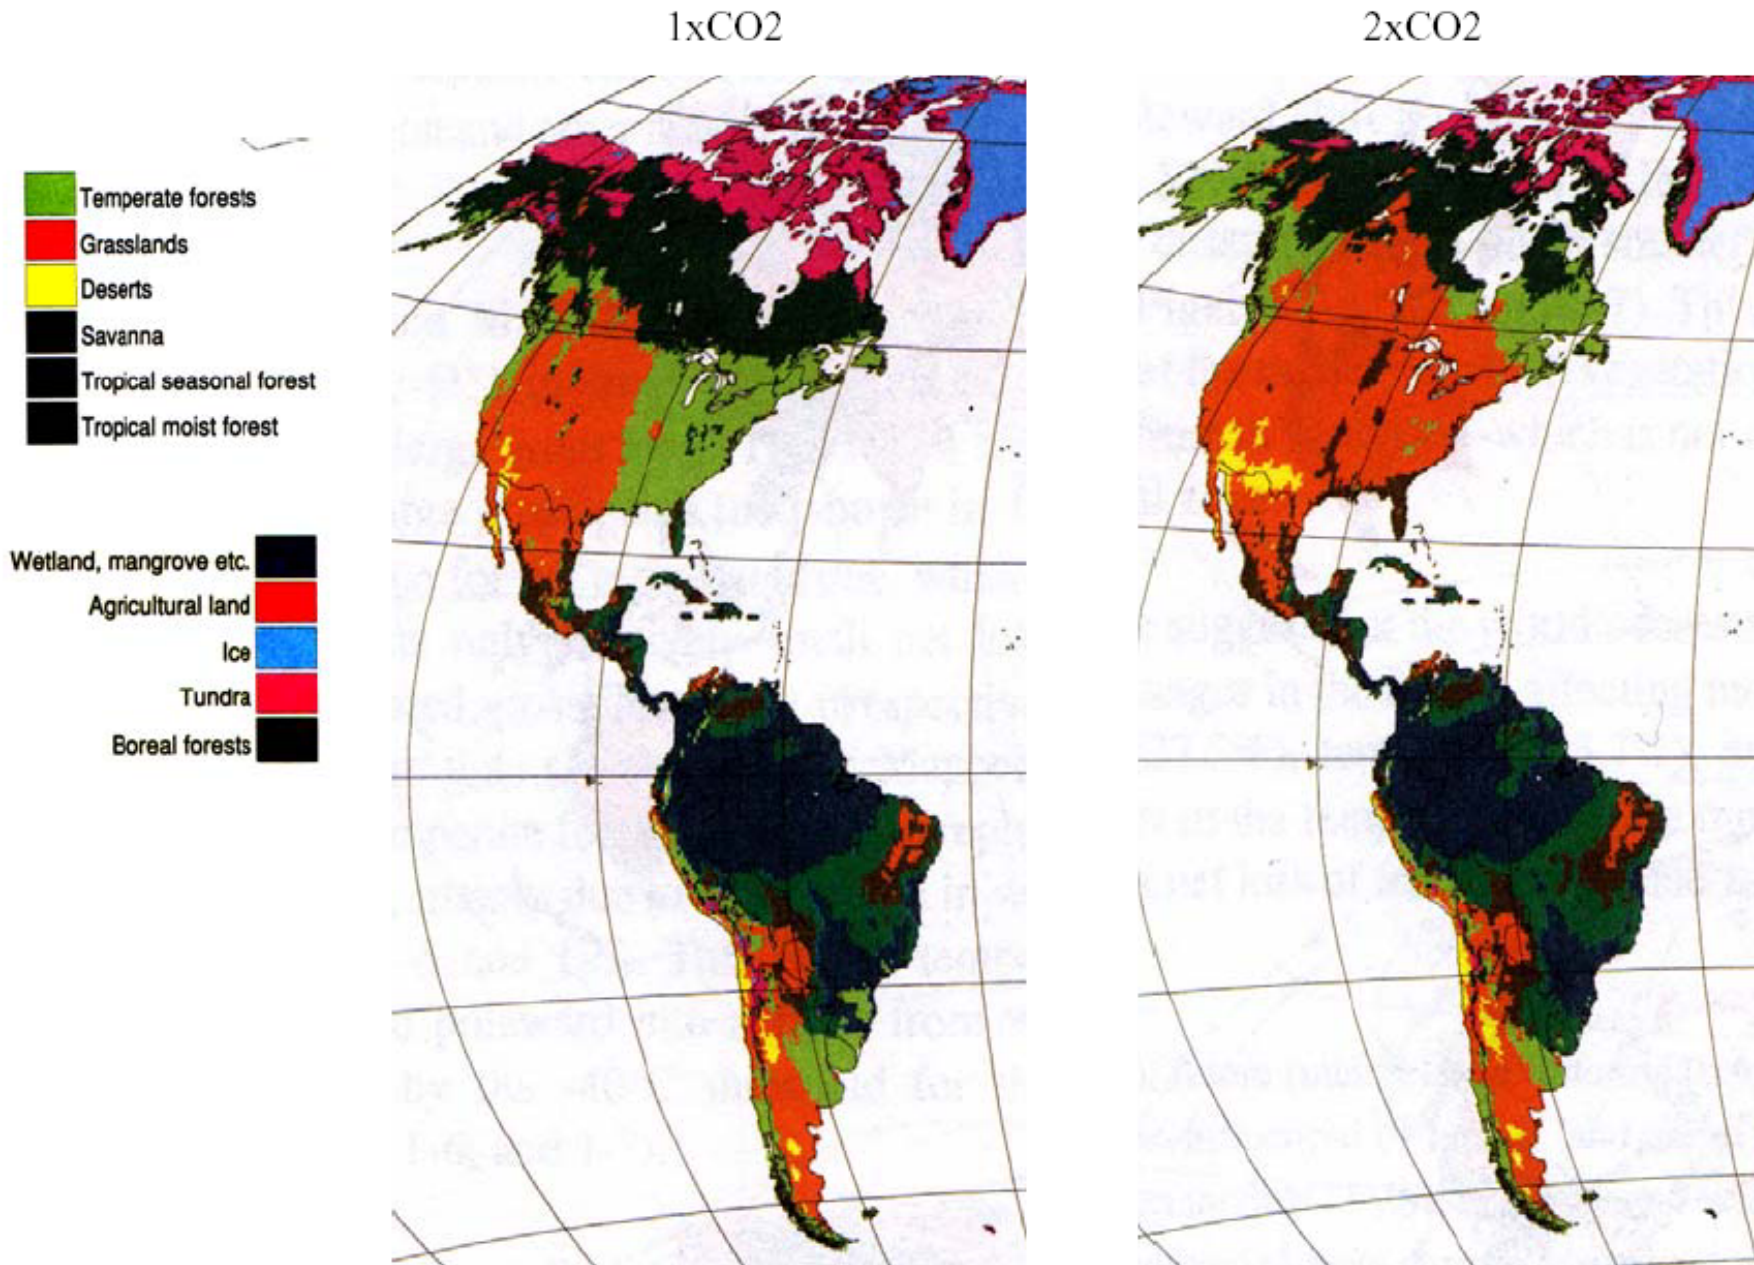 1xCO2
2xCO2
Temperate forests
Grasslands
Deserts
Savanna
Tropical seasonal forest
Tropical moist forest
Wetland, mangrove etc.
Agricultural land
Ice
Tundra
Boreal forests